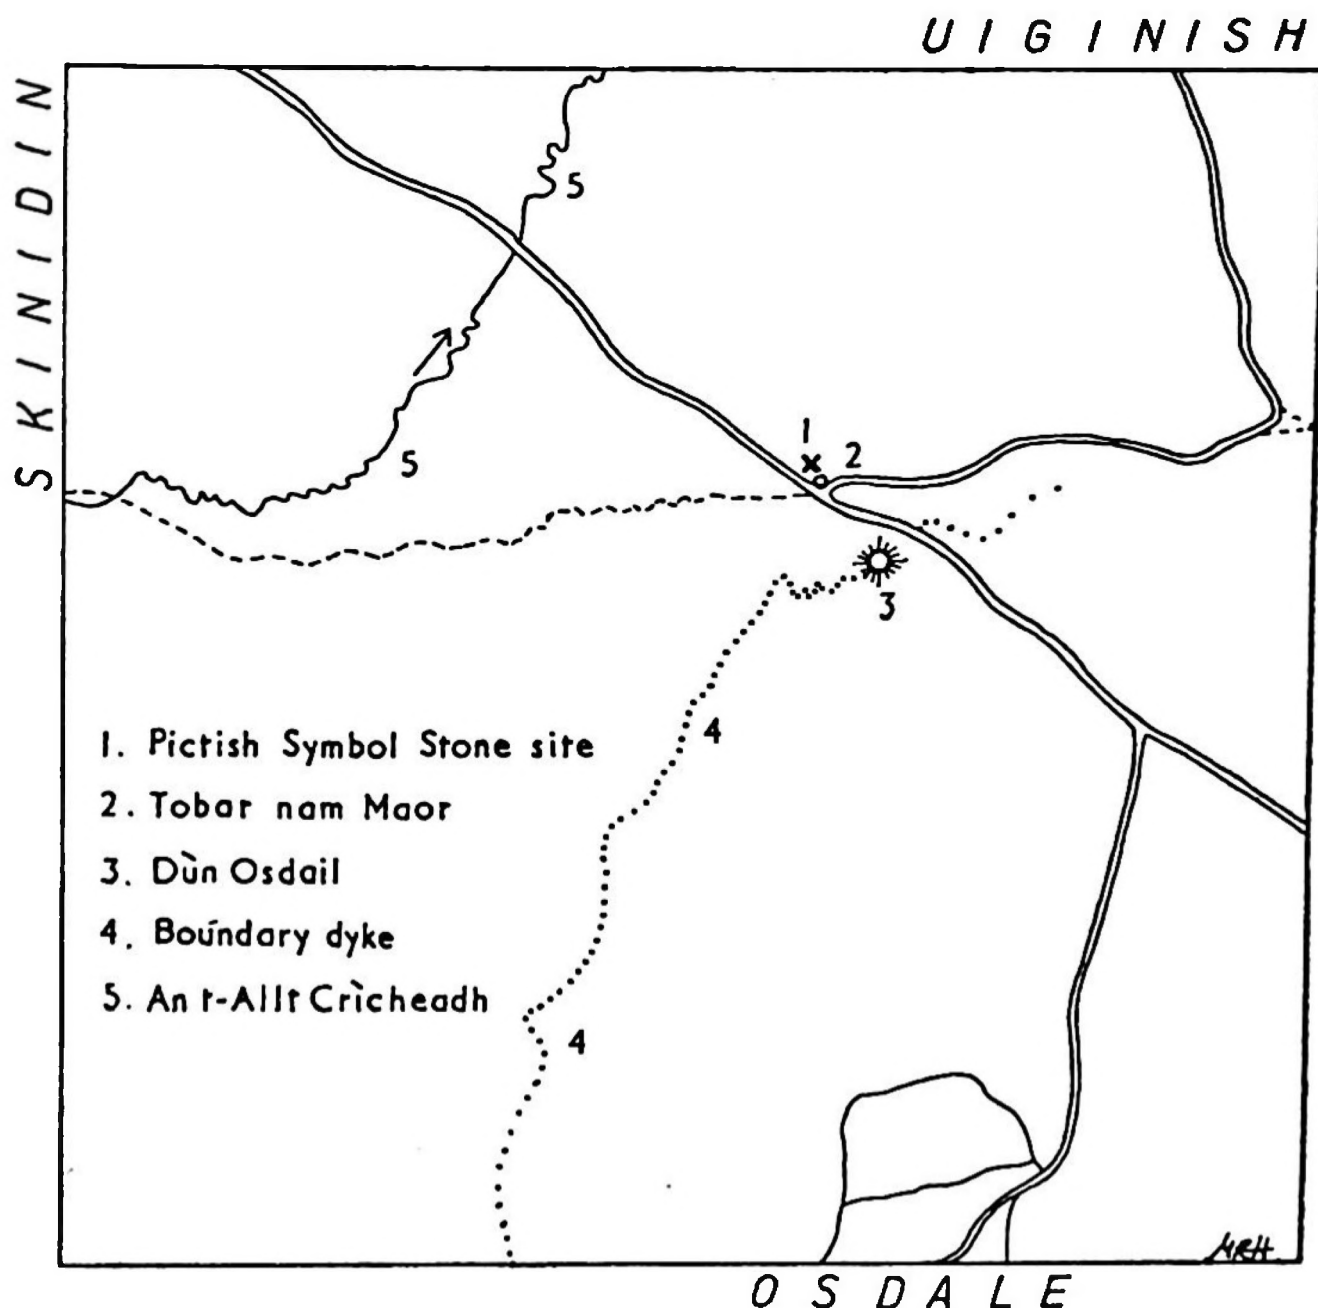 UIGINISH
SKINIDIN
5
5
1
2
3
4
1. Pictish Symbol Stone site
2. Tobar nam Maor
3. Dùn Osdail
4. Boundary dyke
5. An t-Allt Crìcheadh
4
MRH
OSDALE